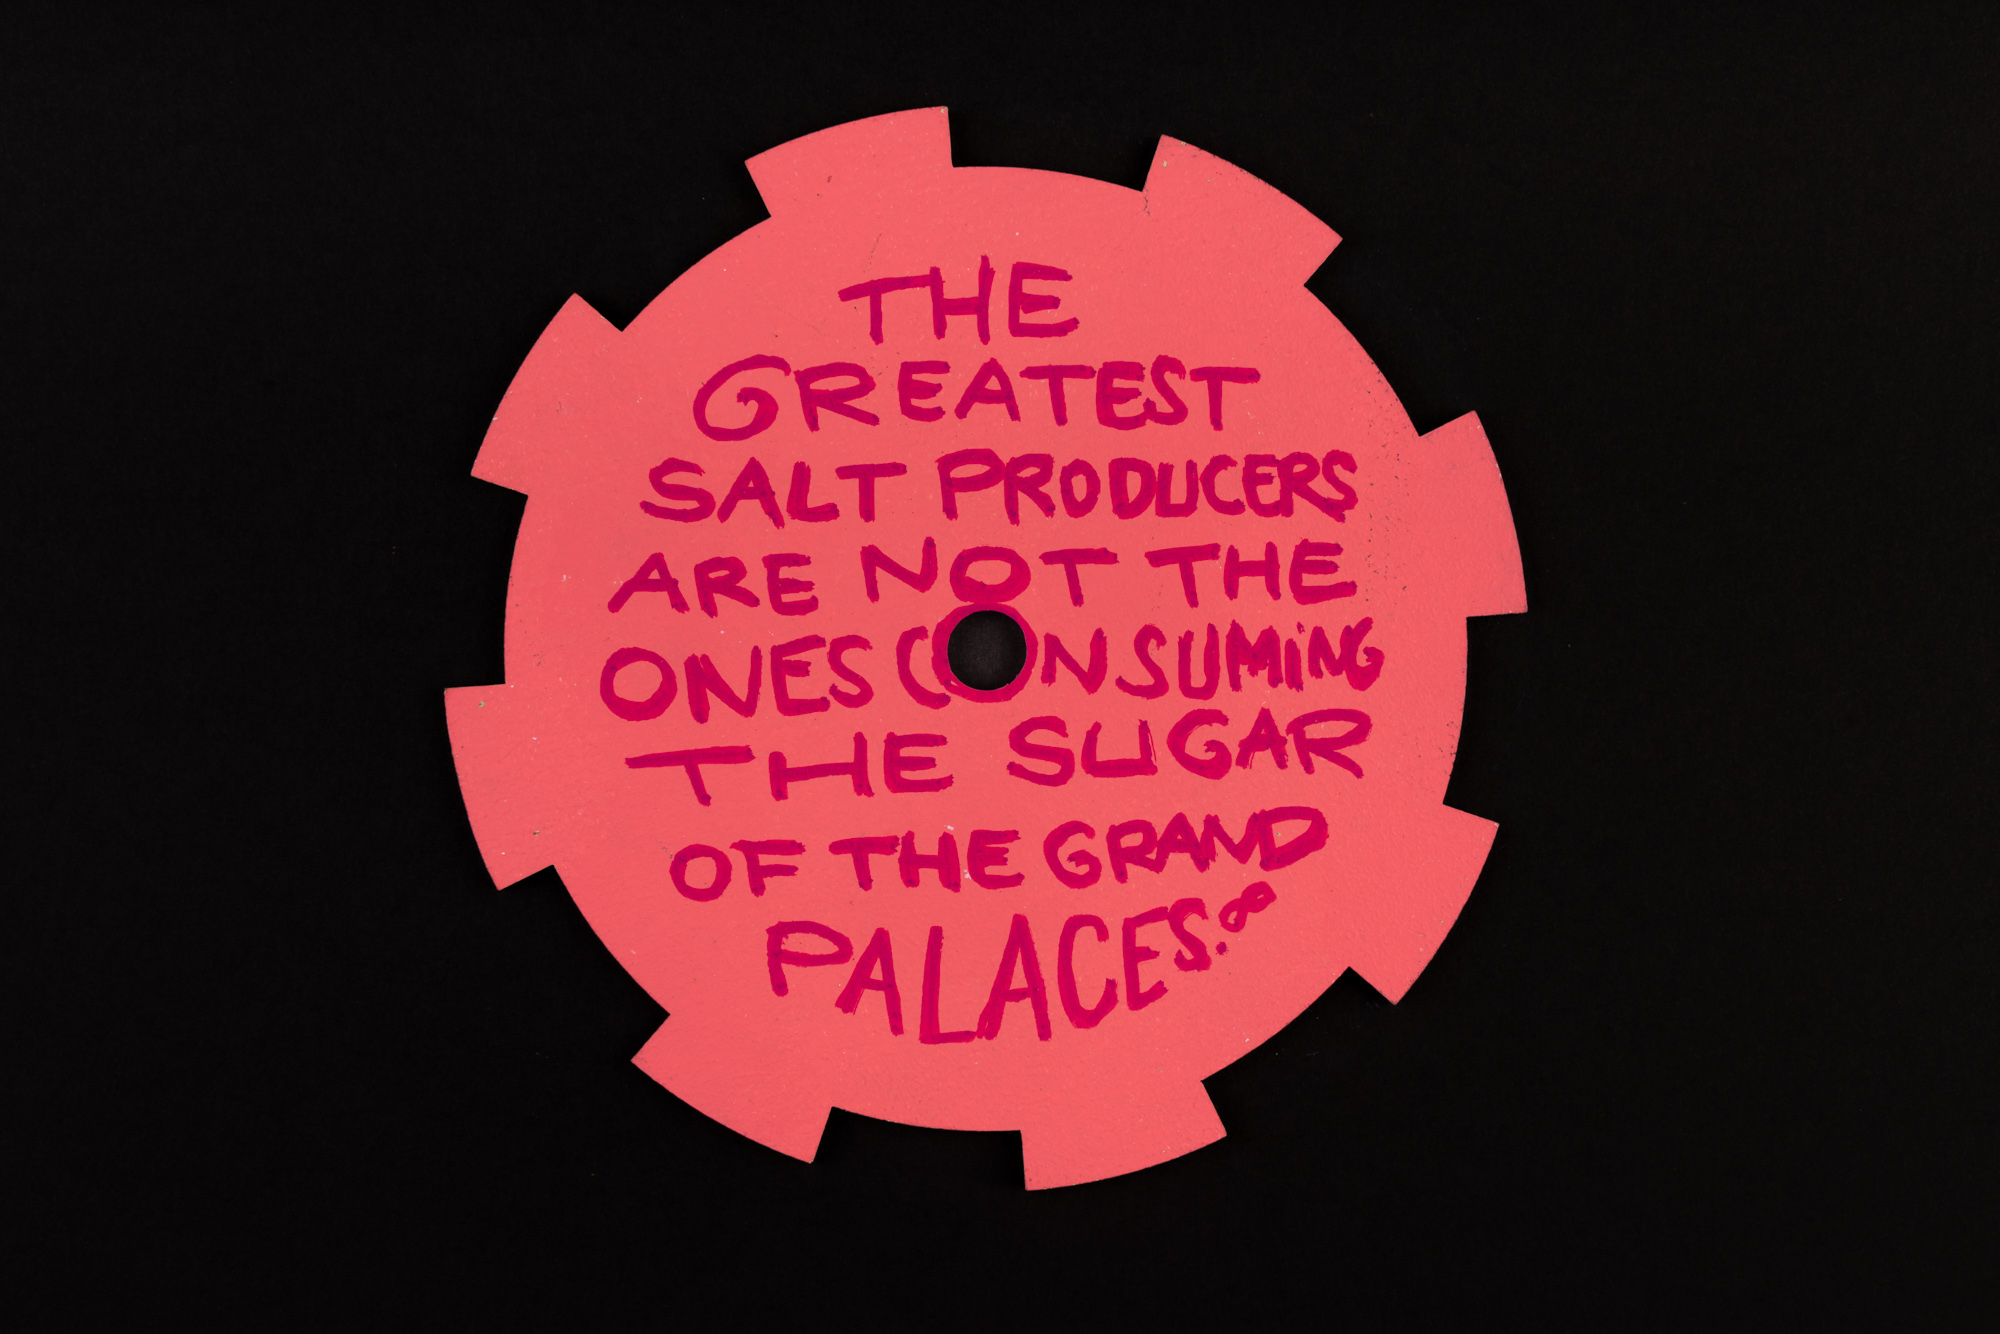 THE
GREATEST
SALT PRODUCERS
ARE NOT THE
ONES CONSUMING
THE SUGAR
OF THE GRAND
PALACES.∞